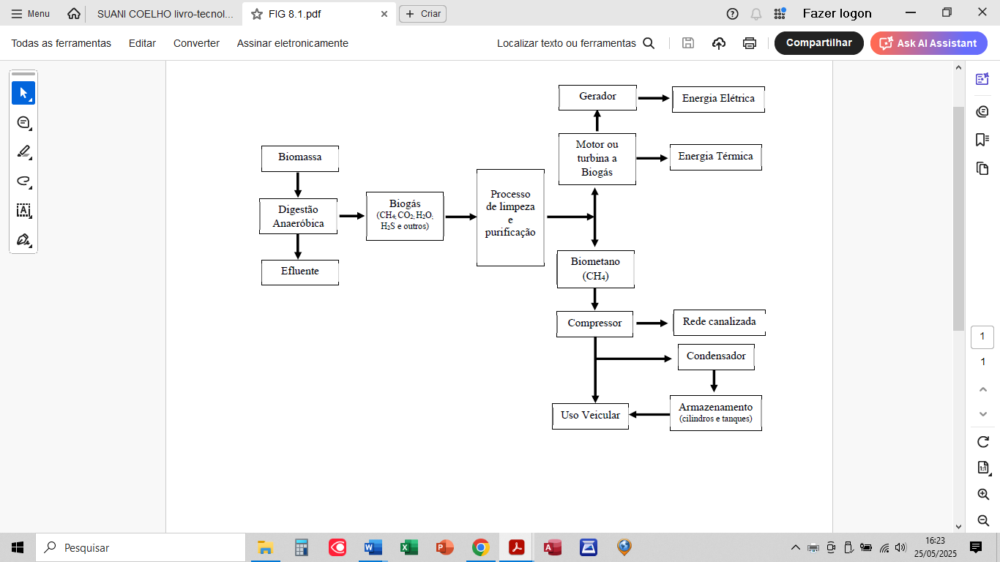 Menu
SUANI COELHO livro-tecnol...
FIG 8.1.pdf
Criar
Fazer logon
Todas as ferramentas
Editar
Converter
Assinar eletronicamente
Localizar texto ou ferramentas
Compartilhar
Ask AI Assistant
Gerador
Energia Elétrica
Motor ou
turbina a
Biogás
Energia Térmica
Biomassa
Digestão
Anaeróbica
Efluente
Biogás
(CH4; CO2; H2O;
H2S e outros)
Processo
de limpeza
e
purificação
Biometano
(CH4)
Compressor
Rede canalizada
Condensador
Armazenamento
(cilindros e tanques)
Uso Veicular
1
1
1:1
Pesquisar
16:23
25/05/2025